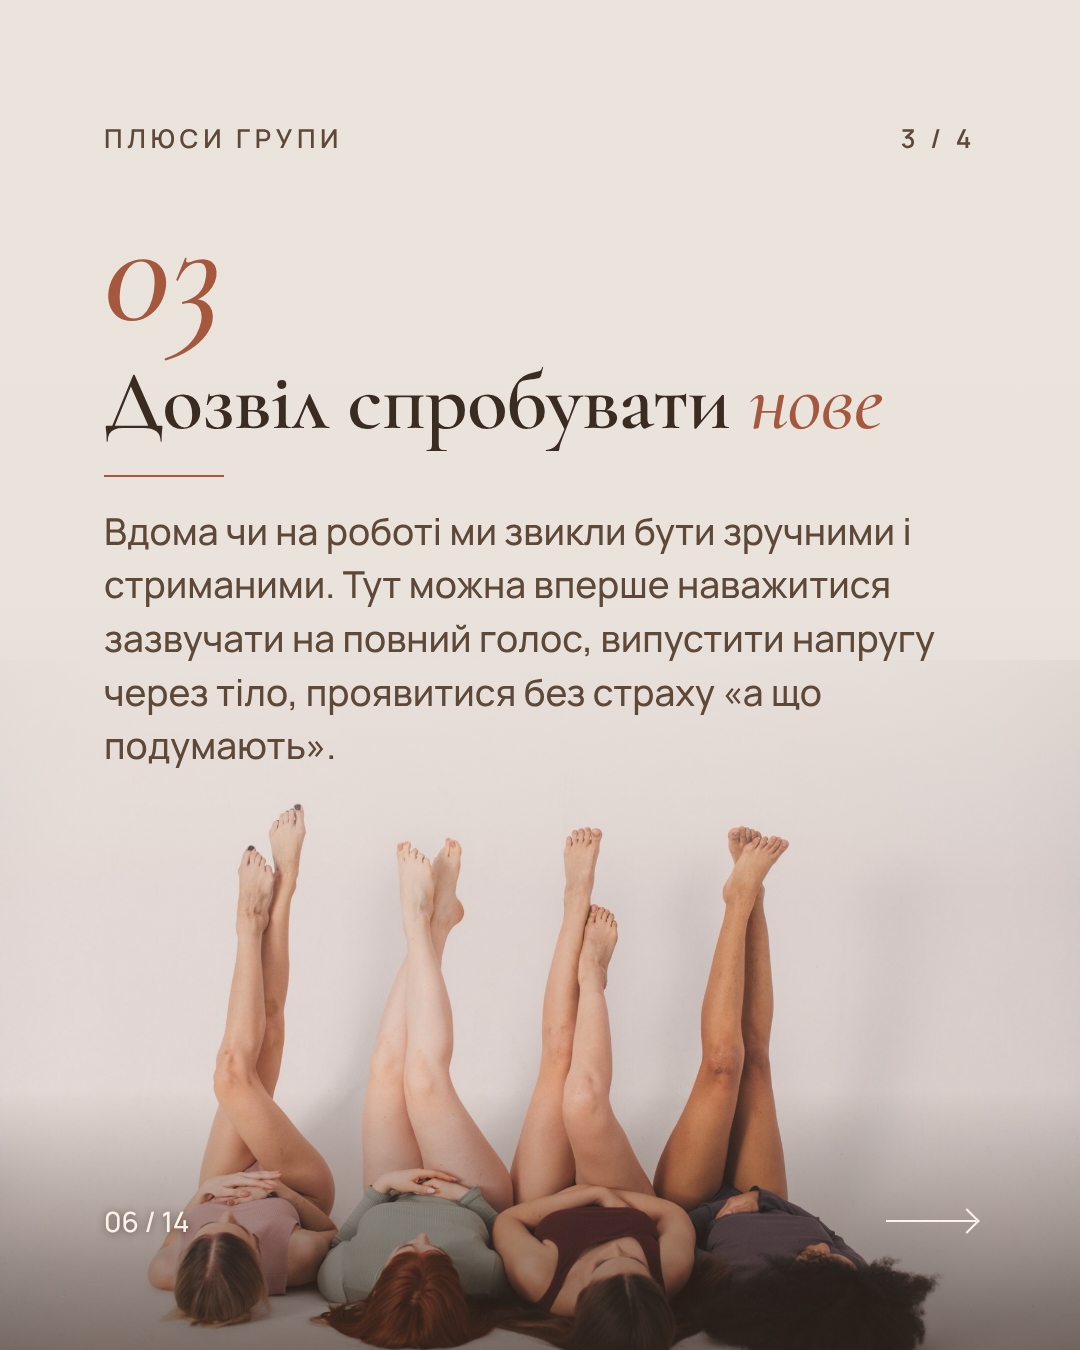 ПЛЮСИ ГРУПИ
3 / 4
03
Дозвіл спробувати нове
Вдома чи на роботі ми звикли бути зручними і
стриманими. Тут можна вперше наважитися
зазвучати на повний голос, випустити напругу
через тіло, проявитися без страху «а що
подумають».
06 / 14